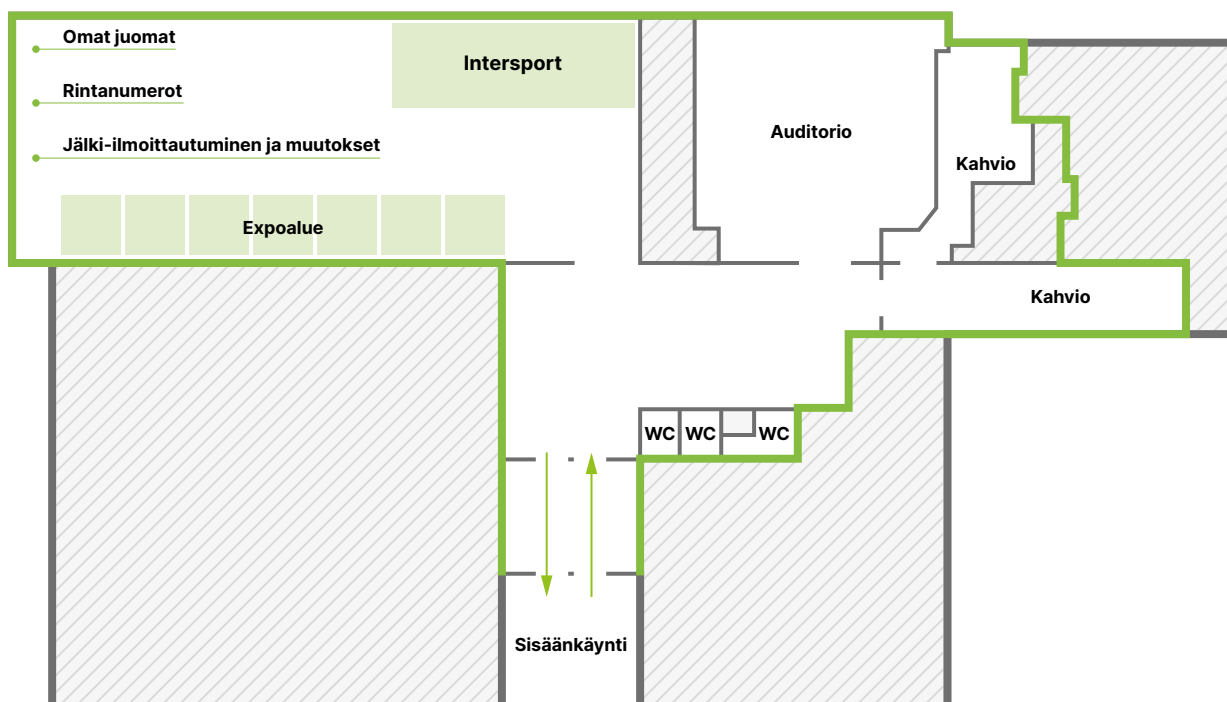 Omat juomat
Rintanumerot
Jälki-ilmoittautuminen ja muutokset
Intersport
Expoalue
Auditorio
Kahvio
Kahvio
WC
WC
WC
Sisäänkäynti